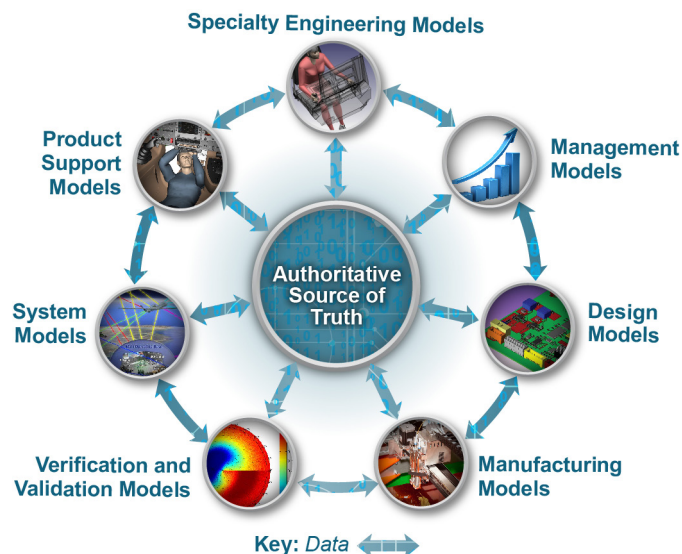 Specialty Engineering Models
Product
Support
Models
Management
Models
Authoritative
Source of
Truth
System
Models
Design
Models
Verification and
Validation Models
Manufacturing
Models
Key: Data